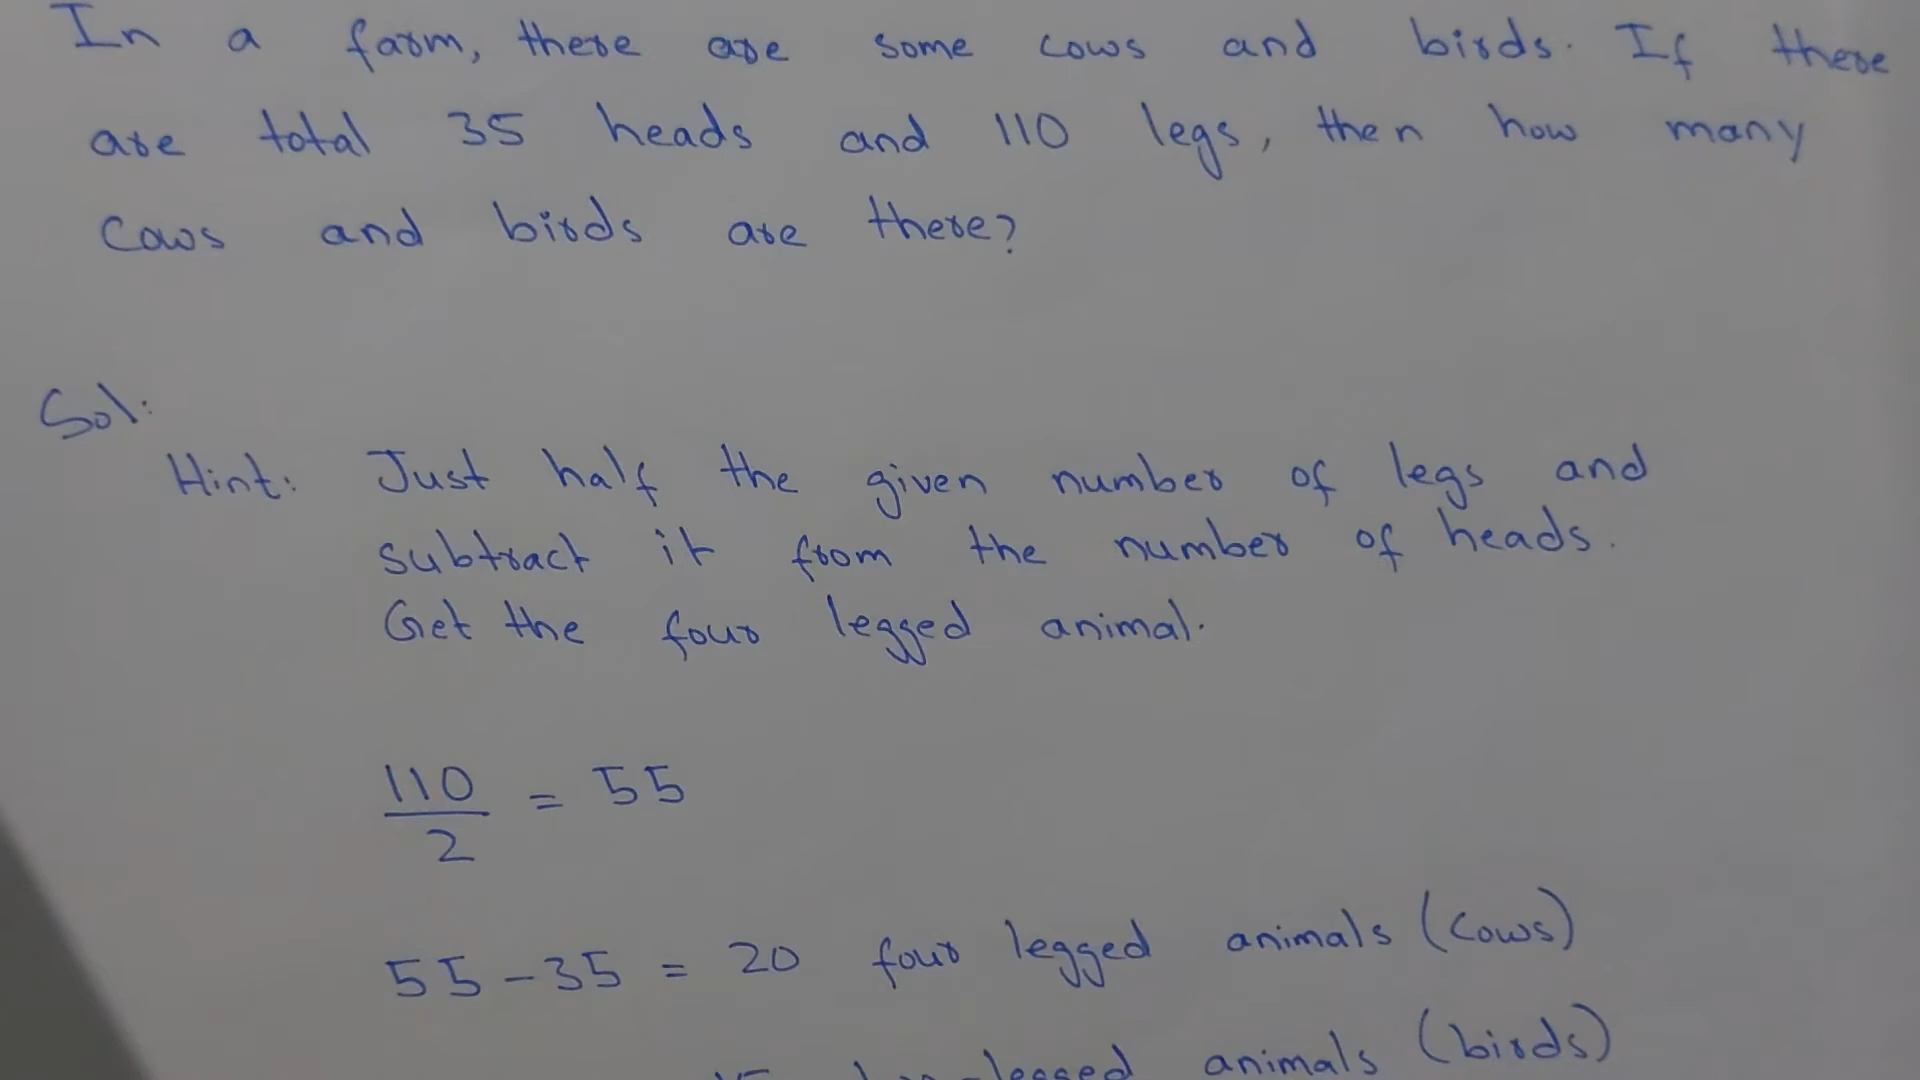 In a farm, there are some cows and birds. If there
are total 35 heads and 110 legs, then how many
Cows and birds are there?
Sol:
Hint: Just half the given number of legs and
subtract it from the number of heads.
Get the four legged animal.
110/2 = 55
55 - 35 = 20 four legged animals (Cows)
legged animals (birds)